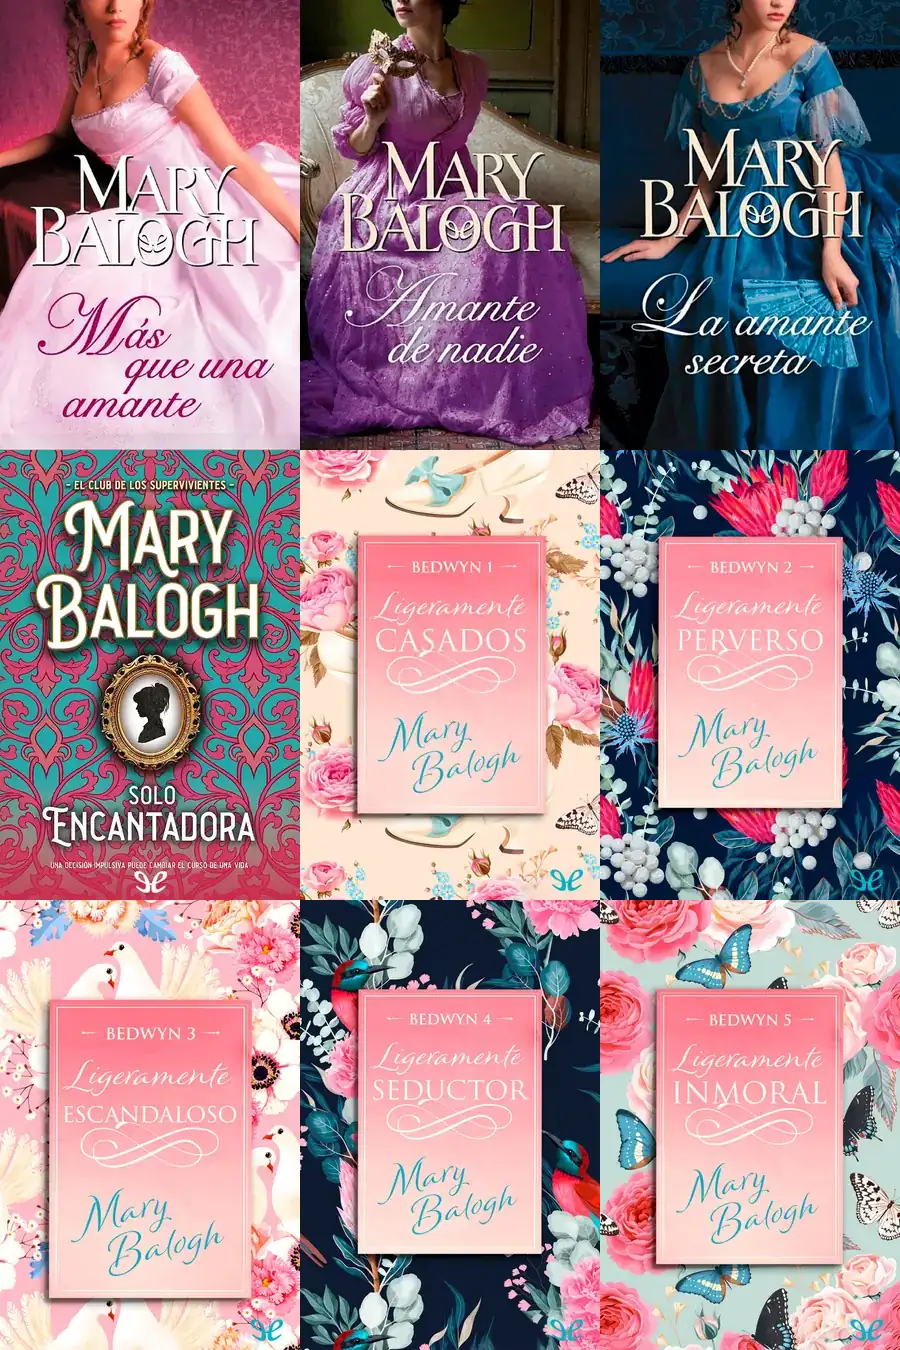 MARY
BALOGH
Más
que una
amante
MARY
BALOGH
Amante
de nadie
MARY
BALOGH
La amante
secreta
- EL CLUB DE LOS SUPERVIVIENTES -
MARY
BALOGH
SOLO
ENCANTADORA
UNA DECISIÓN IMPULSIVA PUEDE CAMBIAR EL CURSO DE UNA VIDA
BEDWYN 1
Ligeramente
CASADOS
Mary
Balogh
BEDWYN 2
Ligeramente
PERVERSO
Mary
Balogh
BEDWYN 3
Ligeramente
ESCANDALOSO
Mary
Balogh
BEDWYN 4
Ligeramente
SEDUCTOR
Mary
Balogh
BEDWYN 5
Ligeramente
INMORAL
Mary
Balogh